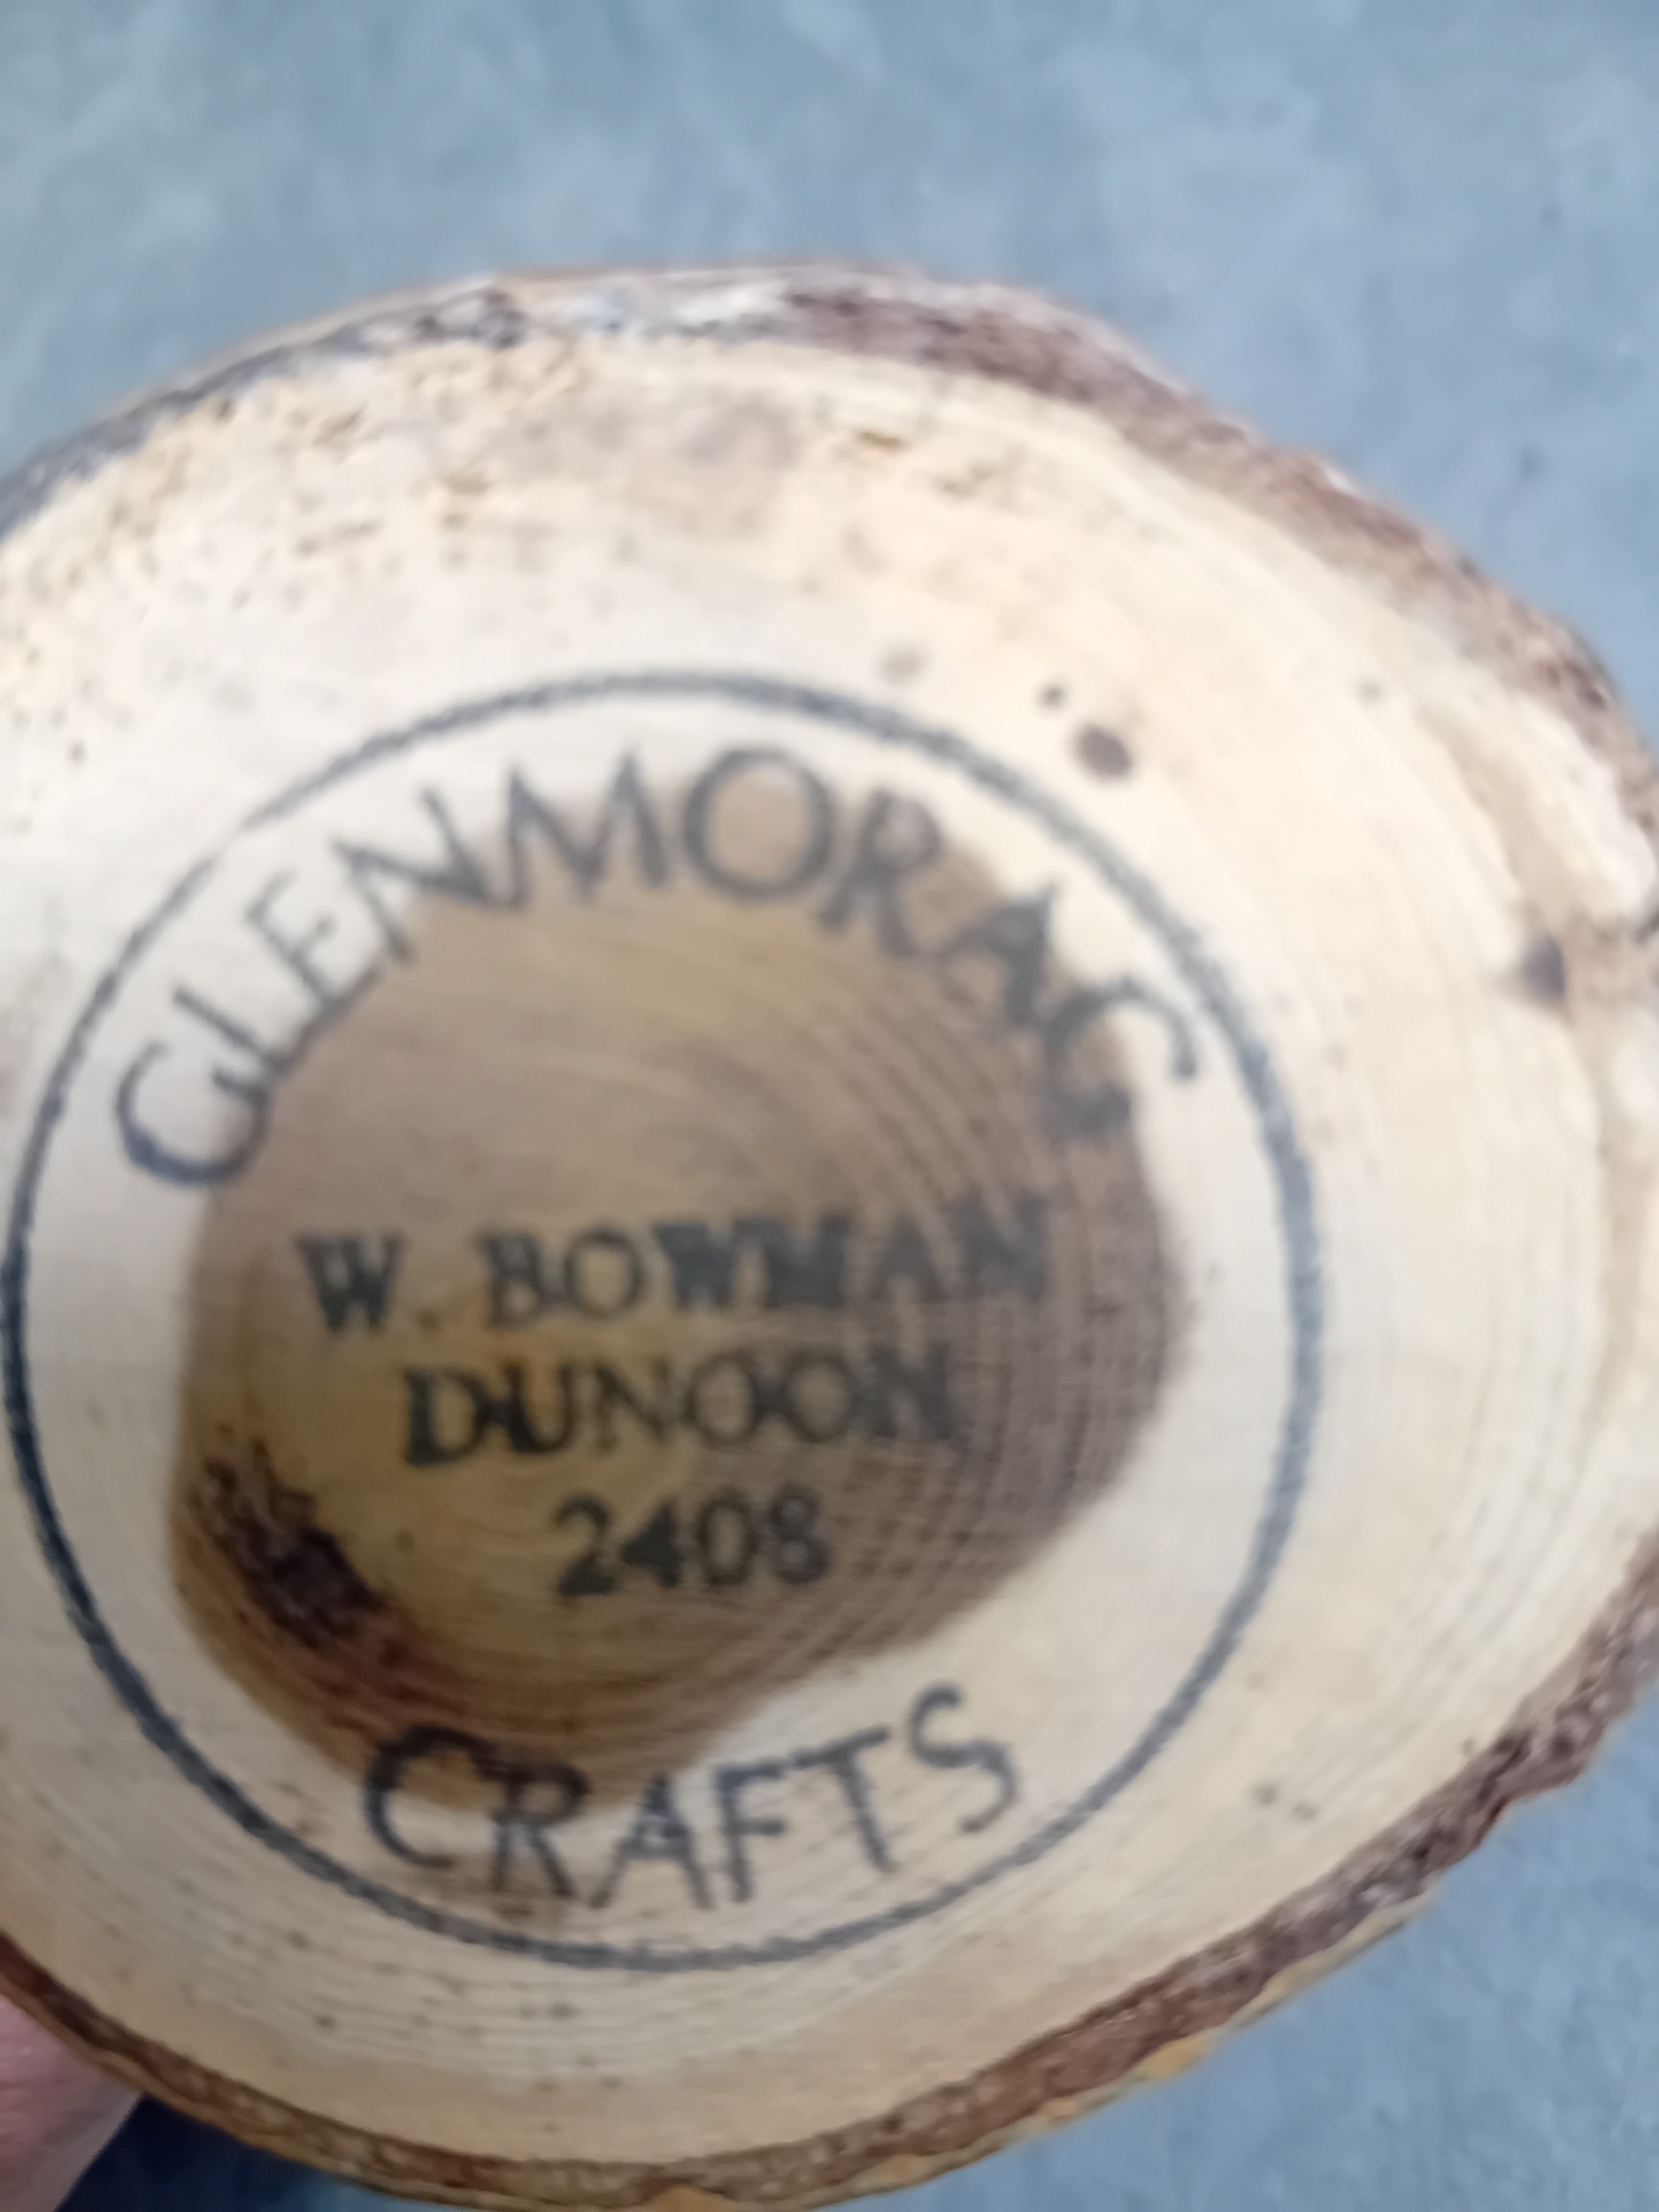 GLENMORAG
W. BOWMAN
DUNOON
2408
CRAFTS